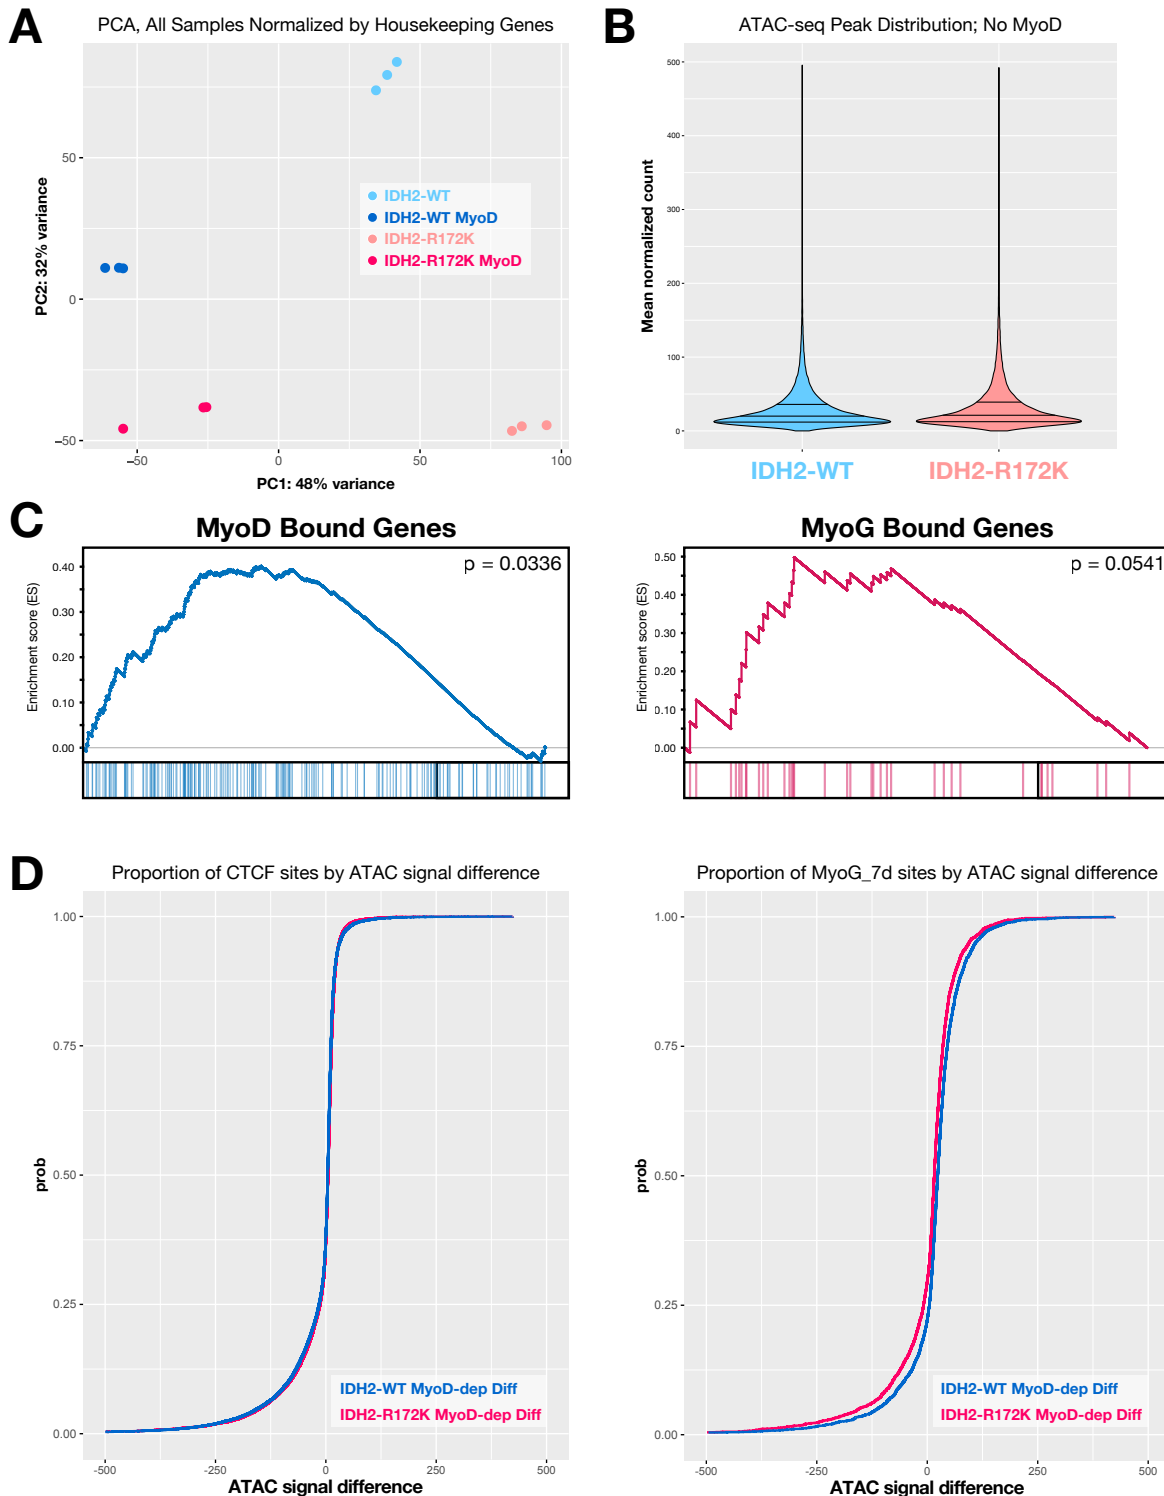 A
PCA, All Samples Normalized by Housekeeping Genes
PC2: 32% variance
50
0
−50
IDH2-WT
IDH2-WT MyoD
IDH2-R172K
IDH2-R172K MyoD
−50
0
50
100
PC1: 48% variance
B
ATAC-seq Peak Distribution; No MyoD
Mean normalized count
500
400
300
200
100
0
IDH2-WT
IDH2-R172K
C
MyoD Bound Genes
p = 0.0336
Enrichment score (ES)
0.40
0.30
0.20
0.10
0.00
MyoG Bound Genes
p = 0.0541
Enrichment score (ES)
0.50
0.40
0.30
0.20
0.10
0.00
D
Proportion of CTCF sites by ATAC signal difference
prob
1.00
0.75
0.50
0.25
0.00
IDH2-WT MyoD-dep Diff
IDH2-R172K MyoD-dep Diff
-500
-250
0
250
500
ATAC signal difference
Proportion of MyoG_7d sites by ATAC signal difference
prob
1.00
0.75
0.50
0.25
0.00
IDH2-WT MyoD-dep Diff
IDH2-R172K MyoD-dep Diff
-500
-250
0
250
500
ATAC signal difference